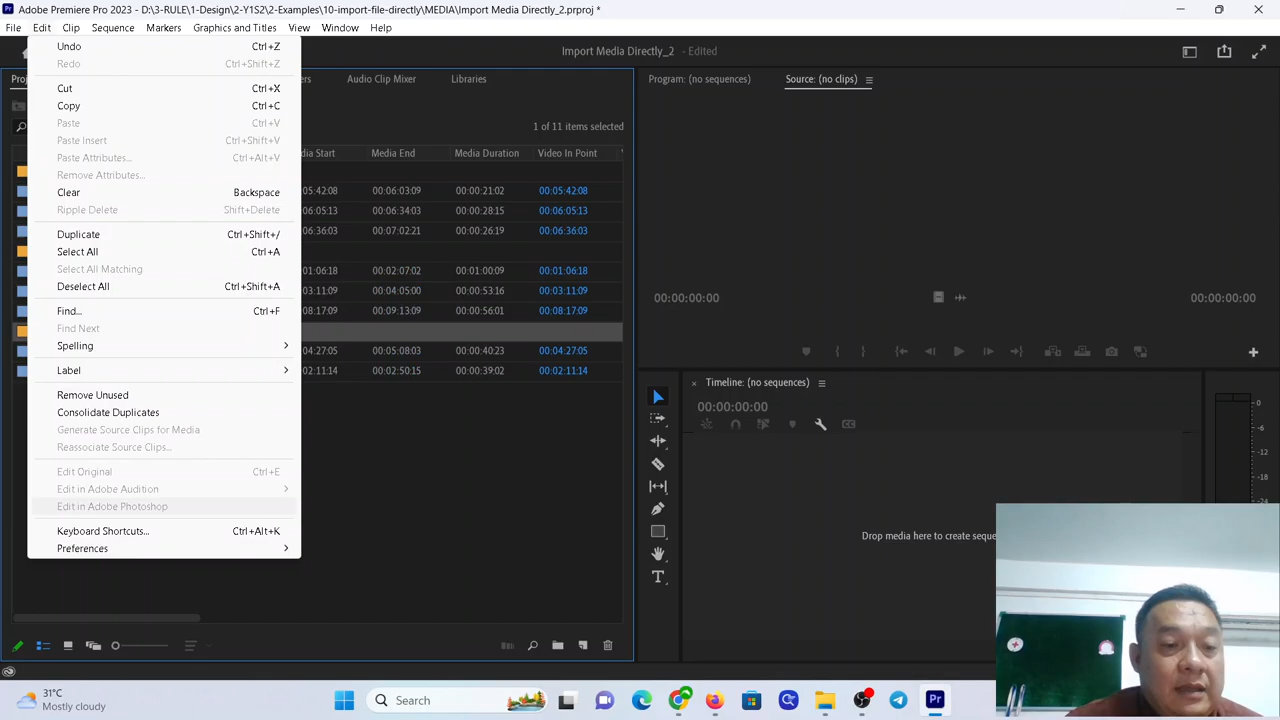 Adobe Premiere Pro 2023 - D:\3-RULE\1-Design\2-Y1S2\2-Examples\10-import-file-directly\MEDIA\Import Media Directly_2.prproj *
File Edit Clip Sequence Markers Graphics and Titles View Window Help
Import Media Directly_2 - Edited
Undo Ctrl+Z
Redo Ctrl+Shift+Z
Cut Ctrl+X
Copy Ctrl+C
Paste Ctrl+V
Paste Insert Ctrl+Shift+V
Paste Attributes... Ctrl+Alt+V
Remove Attributes...
Clear Backspace
Ripple Delete Shift+Delete
Duplicate Ctrl+Shift+/
Select All Ctrl+A
Select All Matching
Deselect All Ctrl+Shift+A
Find... Ctrl+F
Find Next
Spelling
Label
Remove Unused
Consolidate Duplicates
Generate Source Clips for Media
Reassociate Source Clips...
Edit Original Ctrl+E
Edit in Adobe Audition
Edit in Adobe Photoshop
Keyboard Shortcuts... Ctrl+Alt+K
Preferences
Audio Clip Mixer Libraries
1 of 11 items selected
Media End Media Duration Video In Point
05:42:08 00:06:03:09 00:00:21:02 00:05:42:08
06:05:13 00:06:34:03 00:00:28:15 00:06:05:13
06:36:03 00:07:02:21 00:00:26:19 00:06:36:03
01:06:18 00:02:07:02 00:01:00:09 00:01:06:18
03:11:09 00:04:05:00 00:00:53:16 00:03:11:09
08:17:09 00:09:13:09 00:00:56:01 00:08:17:09
04:27:05 00:05:08:03 00:00:40:23 00:04:27:05
02:11:14 00:02:50:15 00:00:39:02 00:02:11:14
Program: (no sequences) Source: (no clips)
00:00:00:00 00:00:00:00
Timeline: (no sequences)
00:00:00:00
Drop media here to create seque
0
-6
-12
-18
-24
31°C
Mostly cloudy
Search